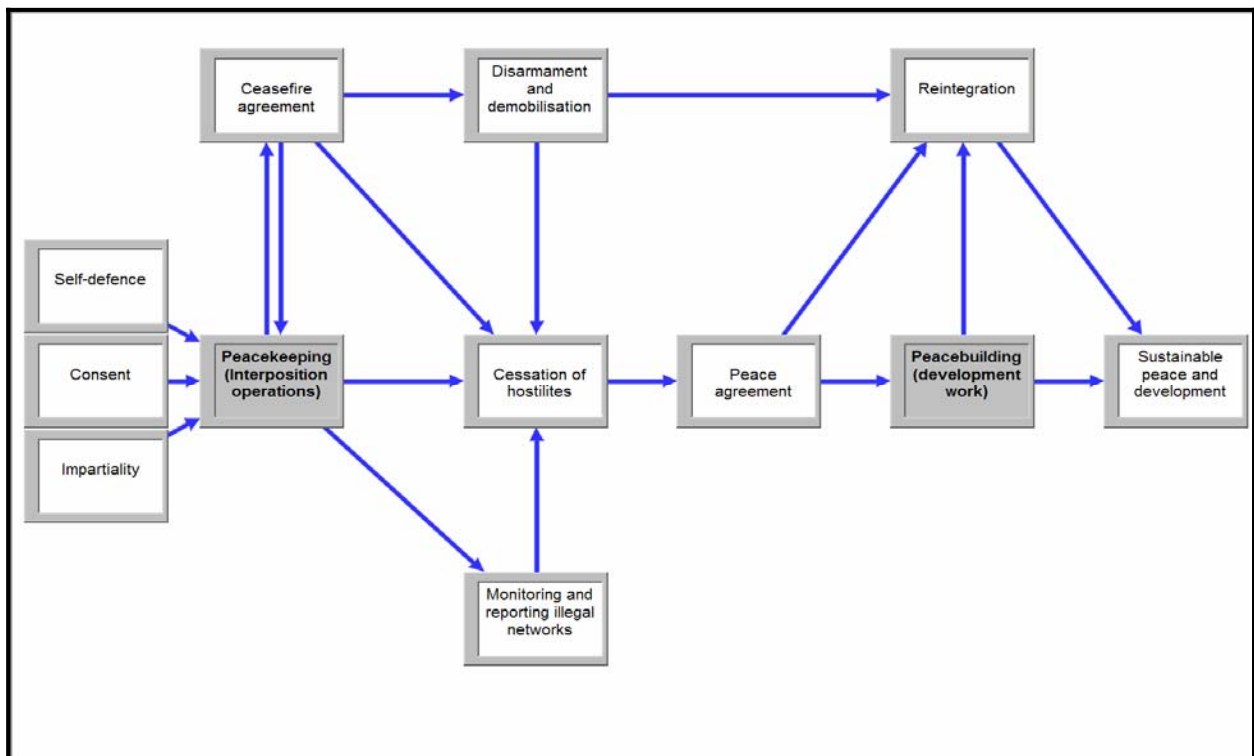 Ceasefire
agreement
Disarmament
and
demobilisation
Reintegration
Self-defence
Consent
Impartiality
Peacekeeping
(Interposition
operations)
Cessation of
hostilites
Peace
agreement
Peacebuilding
(development
work)
Sustainable
peace and
development
Monitoring and
reporting illegal
networks